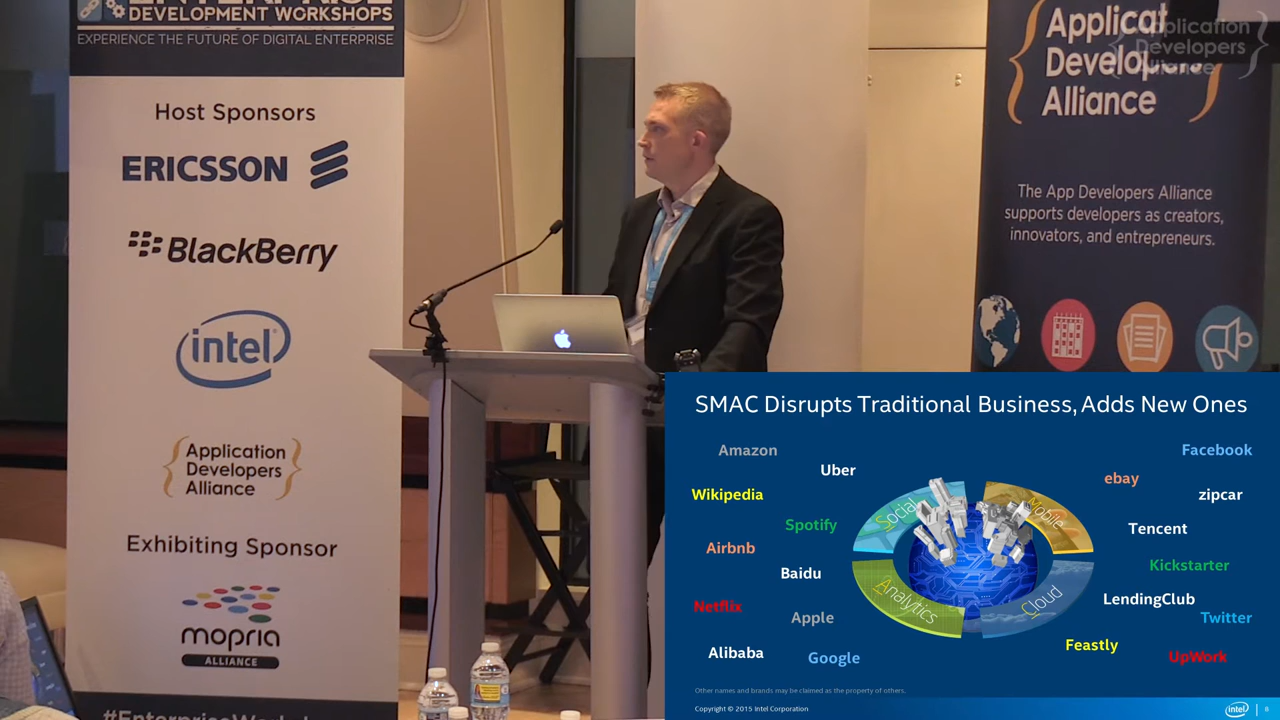 ENTERPRISE
DEVELOPMENT WORKSHOPS
EXPERIENCE THE FUTURE OF DIGITAL ENTERPRISE
Host Sponsors
ERICSSON
BlackBerry
intel
Application
Developers
Alliance
Exhibiting Sponsor
mopria
ALLIANCE
Application
Developers
Alliance
The App Developers Alliance
supports developers as creators,
innovators, and entrepreneurs.
SMAC Disrupts Traditional Business, Adds New Ones
Amazon
Uber
Wikipedia
Spotify
Airbnb
Baidu
Netflix
Apple
Alibaba
Google
Social
Mobile
Analytics
Cloud
Facebook
ebay
zipcar
Tencent
Kickstarter
LendingClub
Twitter
Feastly
UpWork
Other names and brands may be claimed as the property of others.
Copyright © 2015 Intel Corporation
intel
8